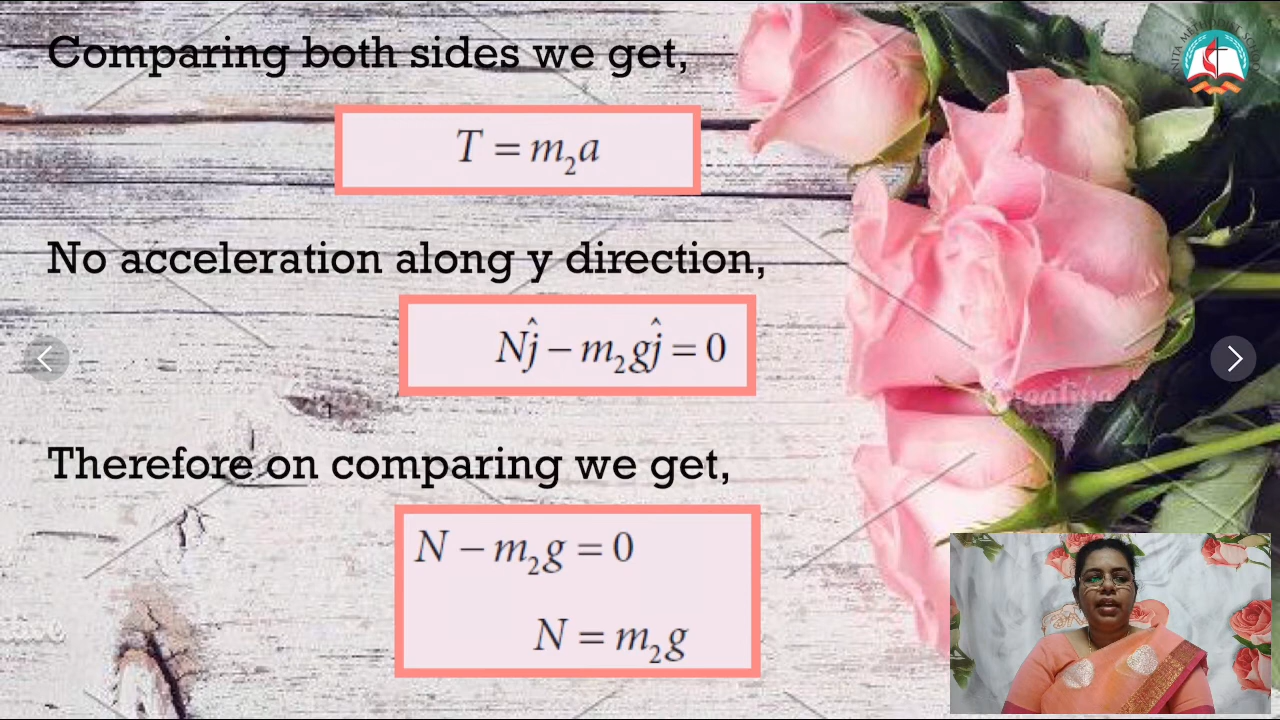 Comparing both sides we get,
T = m₂a
No acceleration along y direction,
Nĵ − m₂gĵ = 0
Therefore on comparing we get,
N − m₂g = 0
N = m₂g